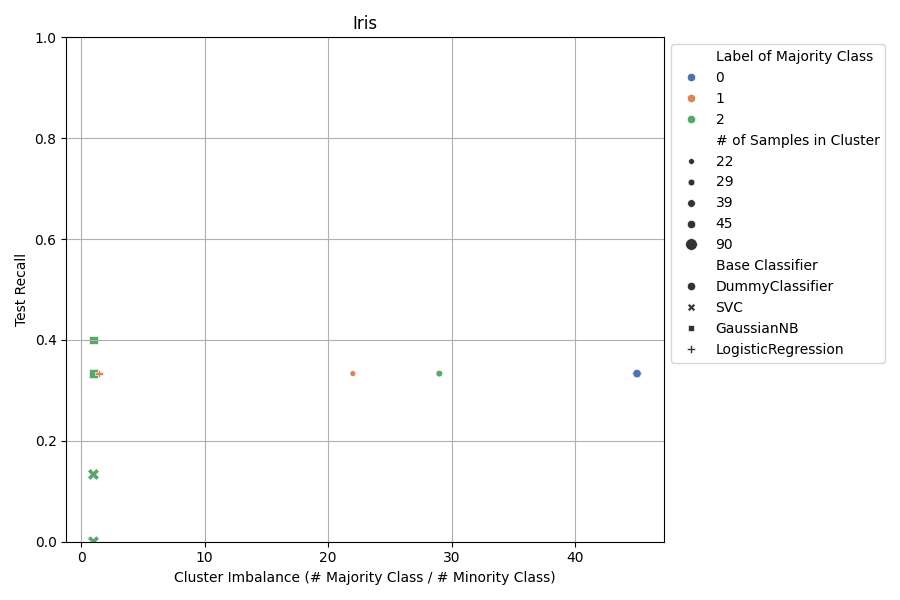 Iris
1.0
0.8
0.6
0.4
0.2
0.0
Test Recall
0
10
20
30
40
Cluster Imbalance (# Majority Class / # Minority Class)
Label of Majority Class
0
1
2
# of Samples in Cluster
22
29
39
45
90
Base Classifier
DummyClassifier
SVC
GaussianNB
LogisticRegression